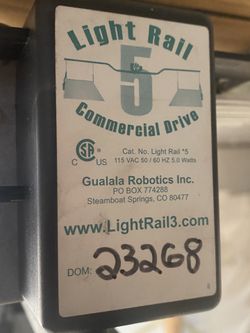 Light Rail
5
Commercial Drive
C US
Cat. No. Light Rail *5
115 VAC 50 / 60 HZ 5.0 Watts
Gualala Robotics Inc.
PO BOX 774288
Steamboat Springs, CO 80477
www.LightRail3.com
DOM: 23268